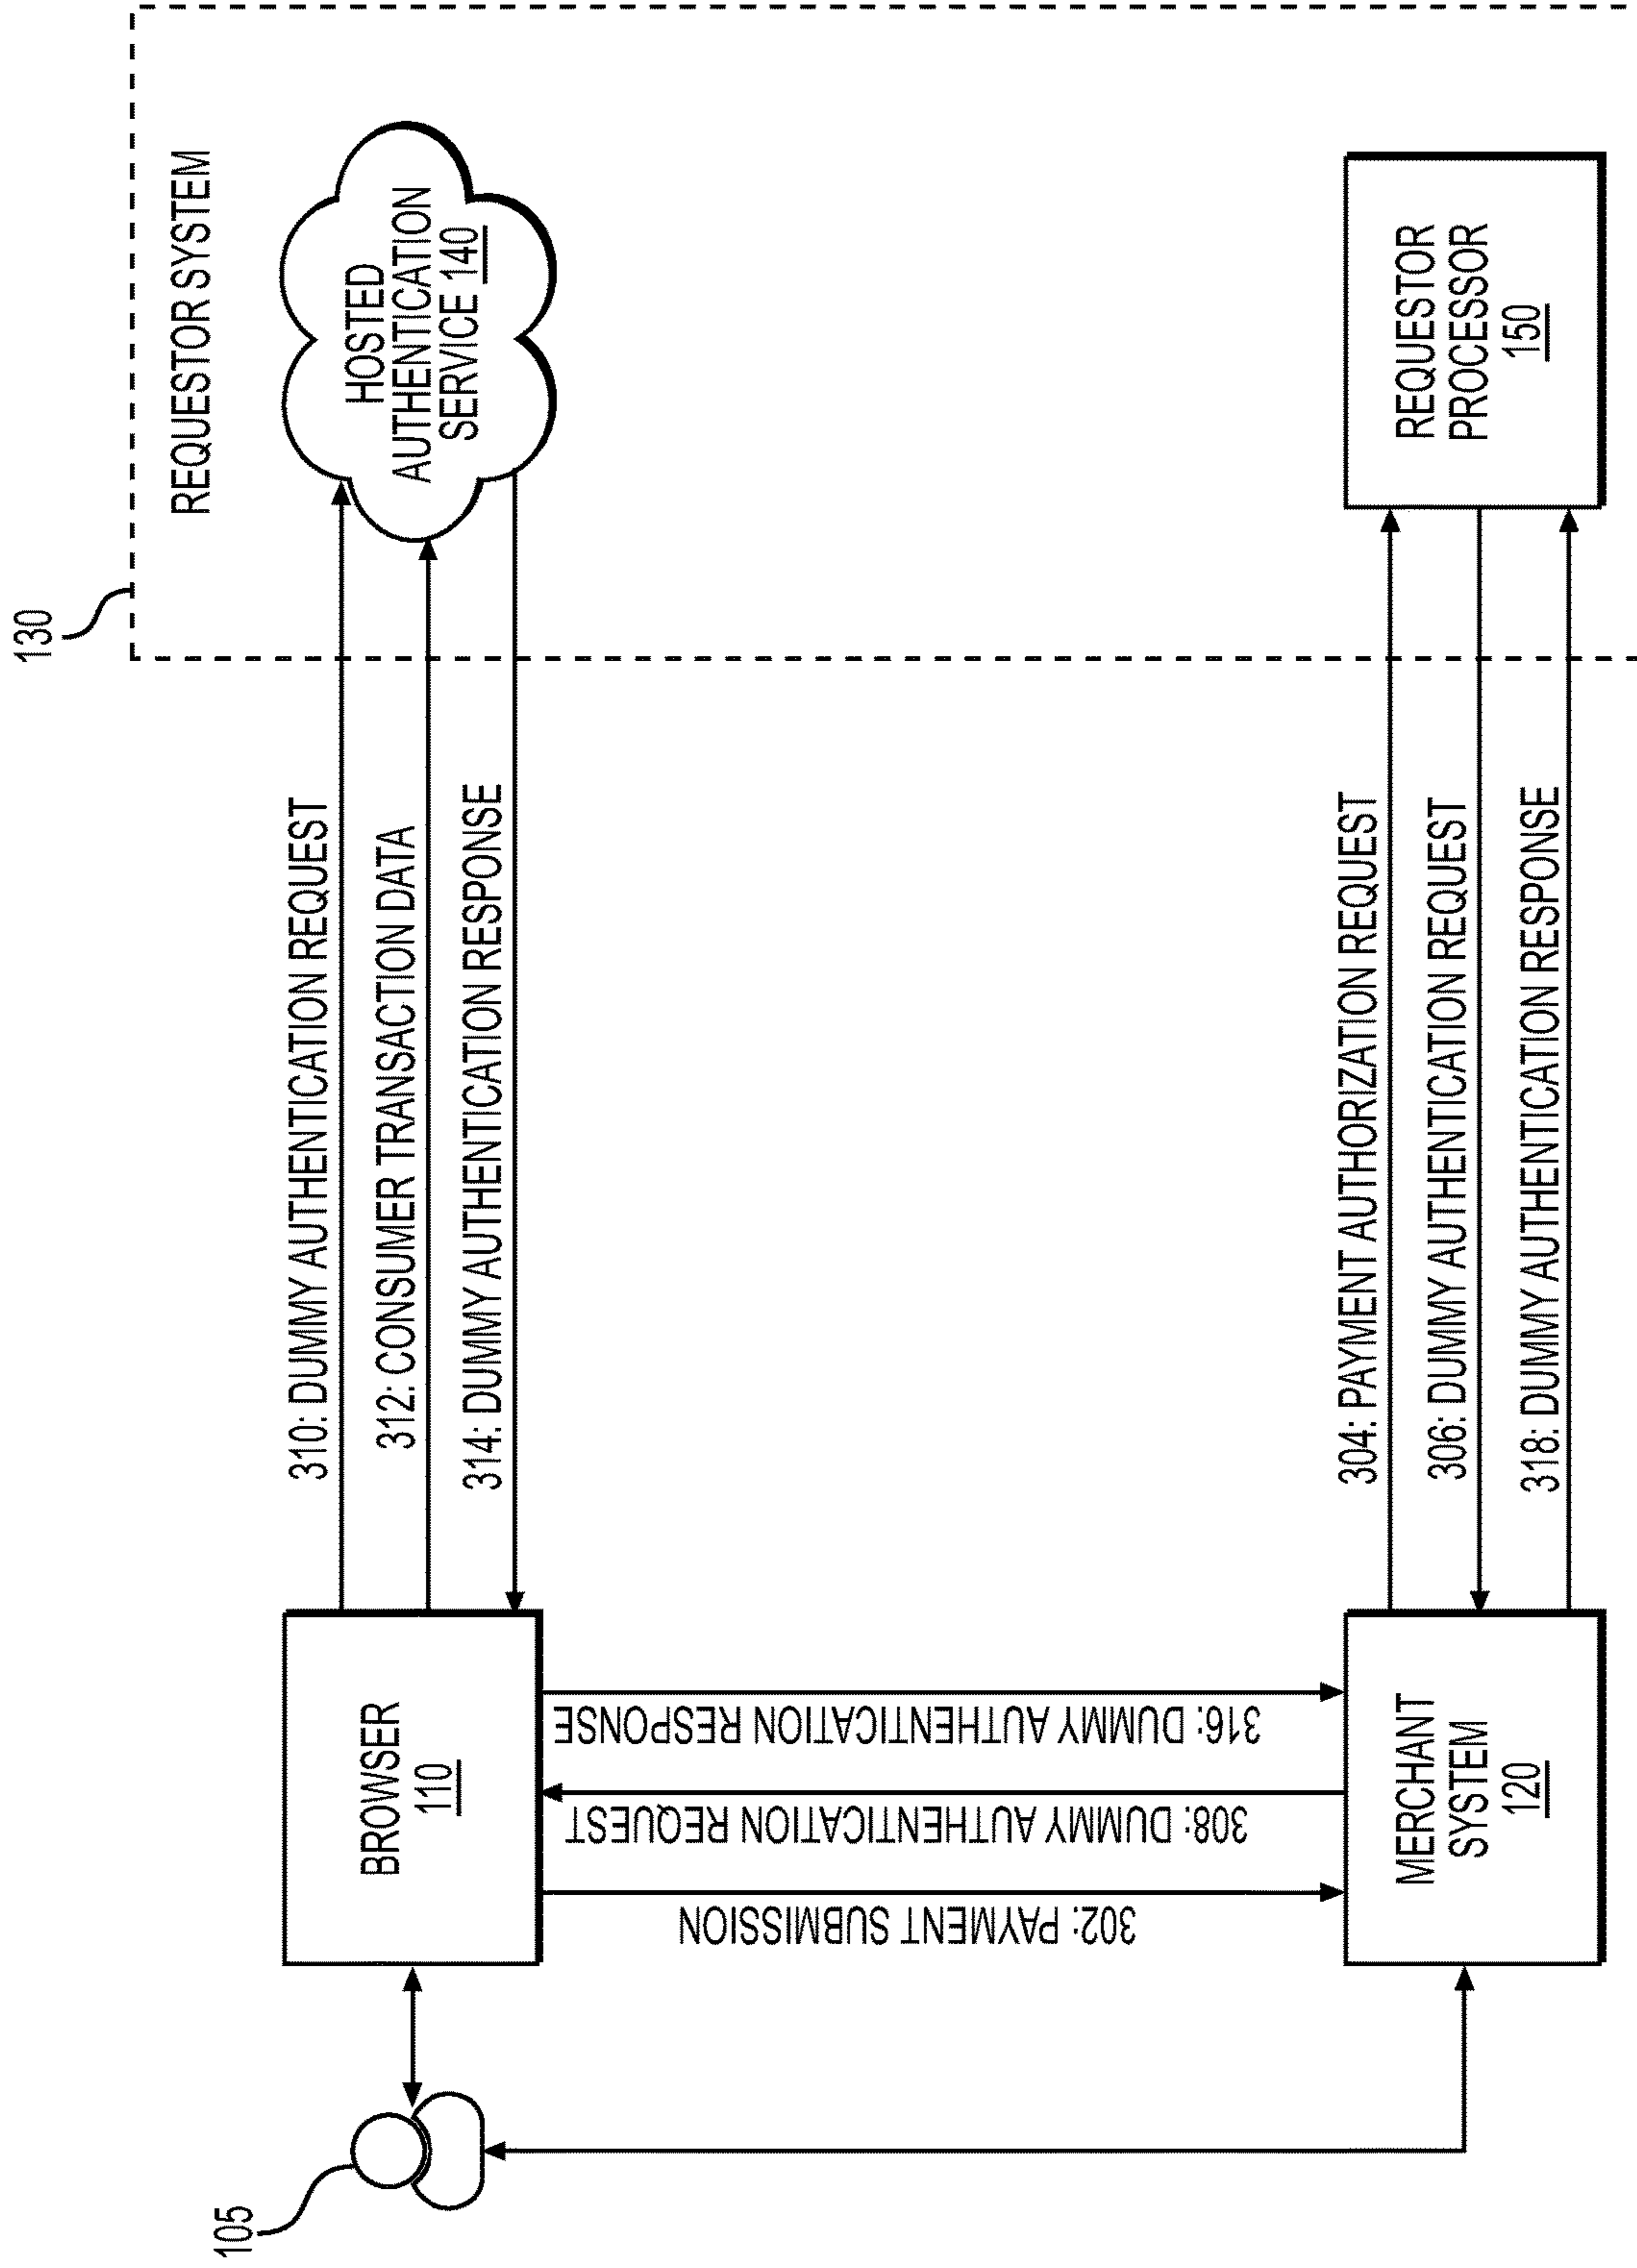 130
REQUESTOR SYSTEM
105
BROWSER
110
310: DUMMY AUTHENTICATION REQUEST
312: CONSUMER TRANSACTION DATA
314: DUMMY AUTHENTICATION RESPONSE
HOSTED
AUTHENTICATION
SERVICE 140
302: PAYMENT SUBMISSION
308: DUMMY AUTHENTICATION REQUEST
316: DUMMY AUTHENTICATION RESPONSE
MERCHANT
SYSTEM
120
304: PAYMENT AUTHORIZATION REQUEST
306: DUMMY AUTHENTICATION REQUEST
318: DUMMY AUTHENTICATION RESPONSE
REQUESTOR
PROCESSOR
150